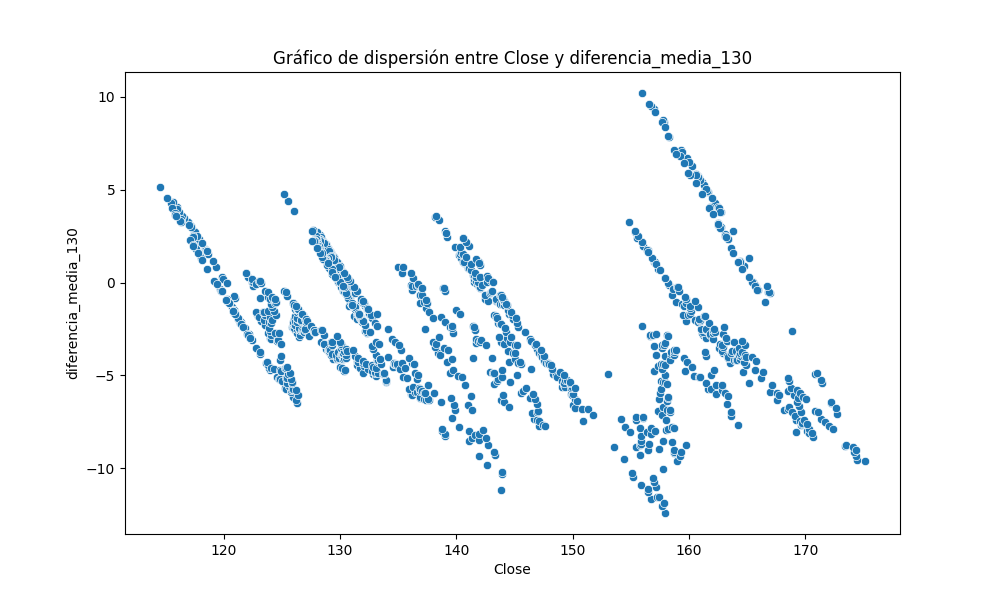 Gráfico de dispersión entre Close y diferencia_media_130
10
5
0
−5
−10
diferencia_media_130
120 130 140 150 160 170
Close